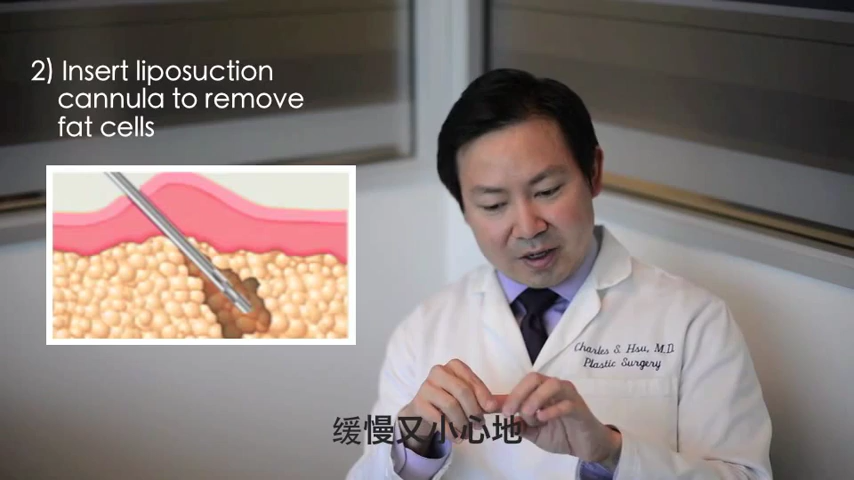 2) Insert liposuction
cannula to remove
fat cells
Charles S. Hsu, M.D.
Plastic Surgery
缓慢又小心地